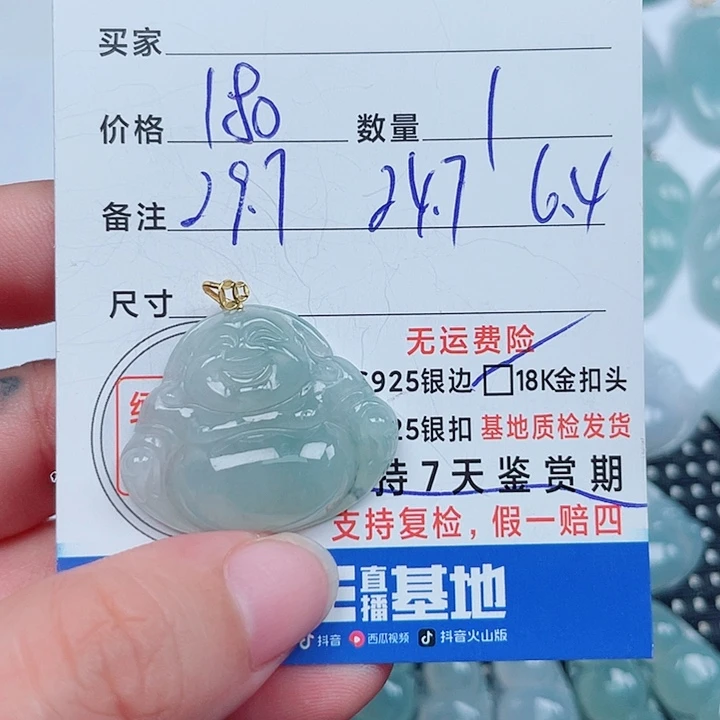 买家
价格 180 数量 1
备注 29.7 24.7 6.4
尺寸
无运费险
925银边 □18K金扣头
25银扣 基地质检发货
持7天鉴赏期
支持复检，假一赔四
直播基地
抖音 西瓜视频 抖音火山版